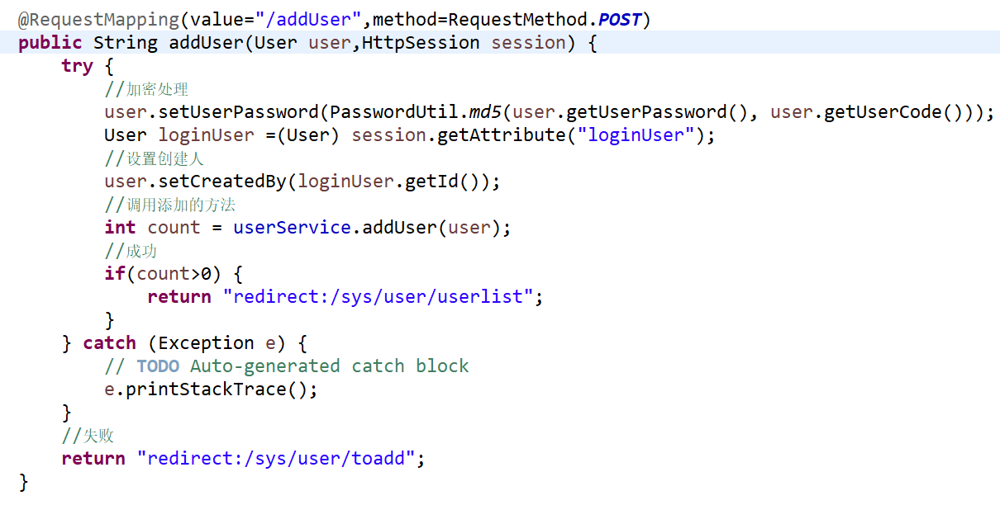 @RequestMapping(value="/addUser",method=RequestMethod.POST)
public String addUser(User user,HttpSession session) {
try {
//加密处理
user.setUserPassword(PasswordUtil.md5(user.getUserPassword(), user.getUserCode()));
User loginUser =(User) session.getAttribute("loginUser");
//设置创建人
user.setCreatedBy(loginUser.getId());
//调用添加的方法
int count = userService.addUser(user);
//成功
if(count>0) {
return "redirect:/sys/user/userlist";
}
} catch (Exception e) {
// TODO Auto-generated catch block
e.printStackTrace();
}
//失败
return "redirect:/sys/user/toadd";
}